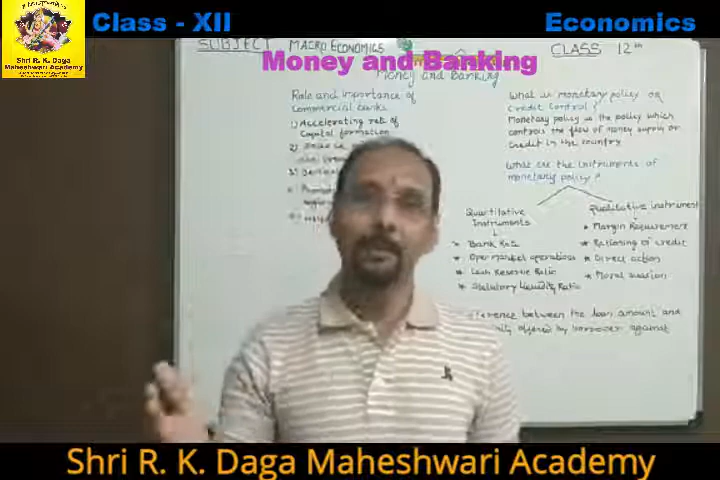 Class - XII
Economics
Shri R. K. Daga
Maheshwari Academy
SUBJECT MACRO ECONOMICS
CLASS 12th
Money and Banking
Money and Banking
Role and importance of
Commercial banks
1) Accelerating rate of
Capital formation
2)
3)
What is monetary policy or
Credit control?
Monetary policy is the policy which
controls the flow of money supply or
Credit in the country
What are the instruments of
monetary policy?
Quantitative
Instruments
* Bank Rate
* Open market operations
* Cash Reserve Ratio
* Statutory Liquidity Ratio
Qualitative instrument
* Margin Requirement
* Rationing of credit
* Direct action
* Moral suasion
between the loan amount and
offered by borrower against
Shri R. K. Daga Maheshwari Academy